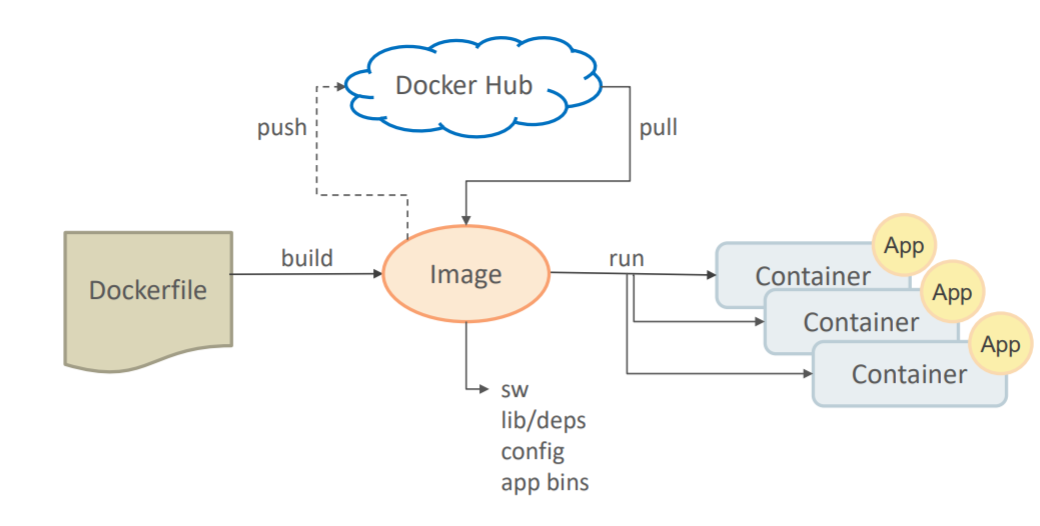 Docker Hub
push
pull
Dockerfile
build
Image
run
Container
App
Container
App
Container
App
sw
lib/deps
config
app bins